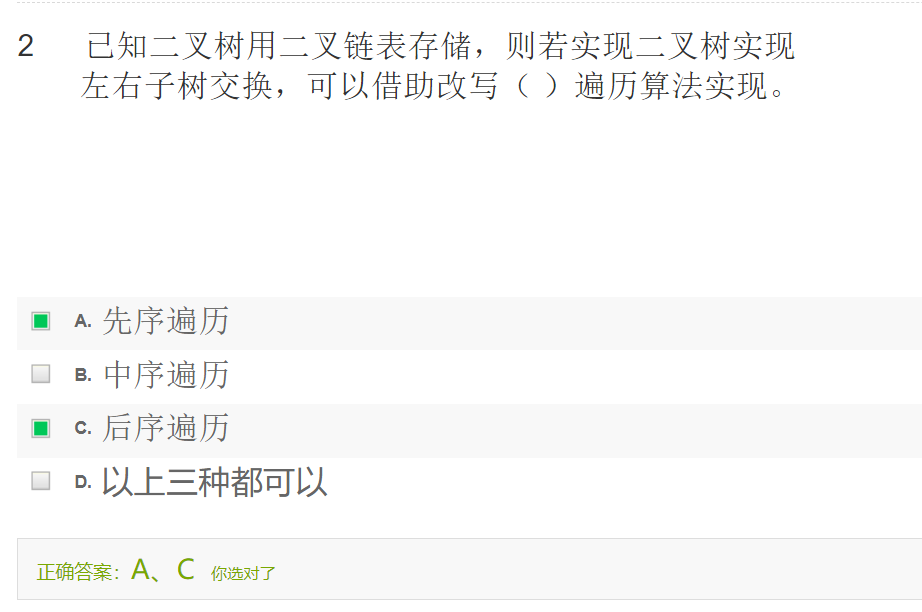 2 已知二叉树用二叉链表存储，则若实现二叉树实现
左右子树交换，可以借助改写（ ）遍历算法实现。
A. 先序遍历
B. 中序遍历
C. 后序遍历
D. 以上三种都可以
正确答案：A、C 你选对了